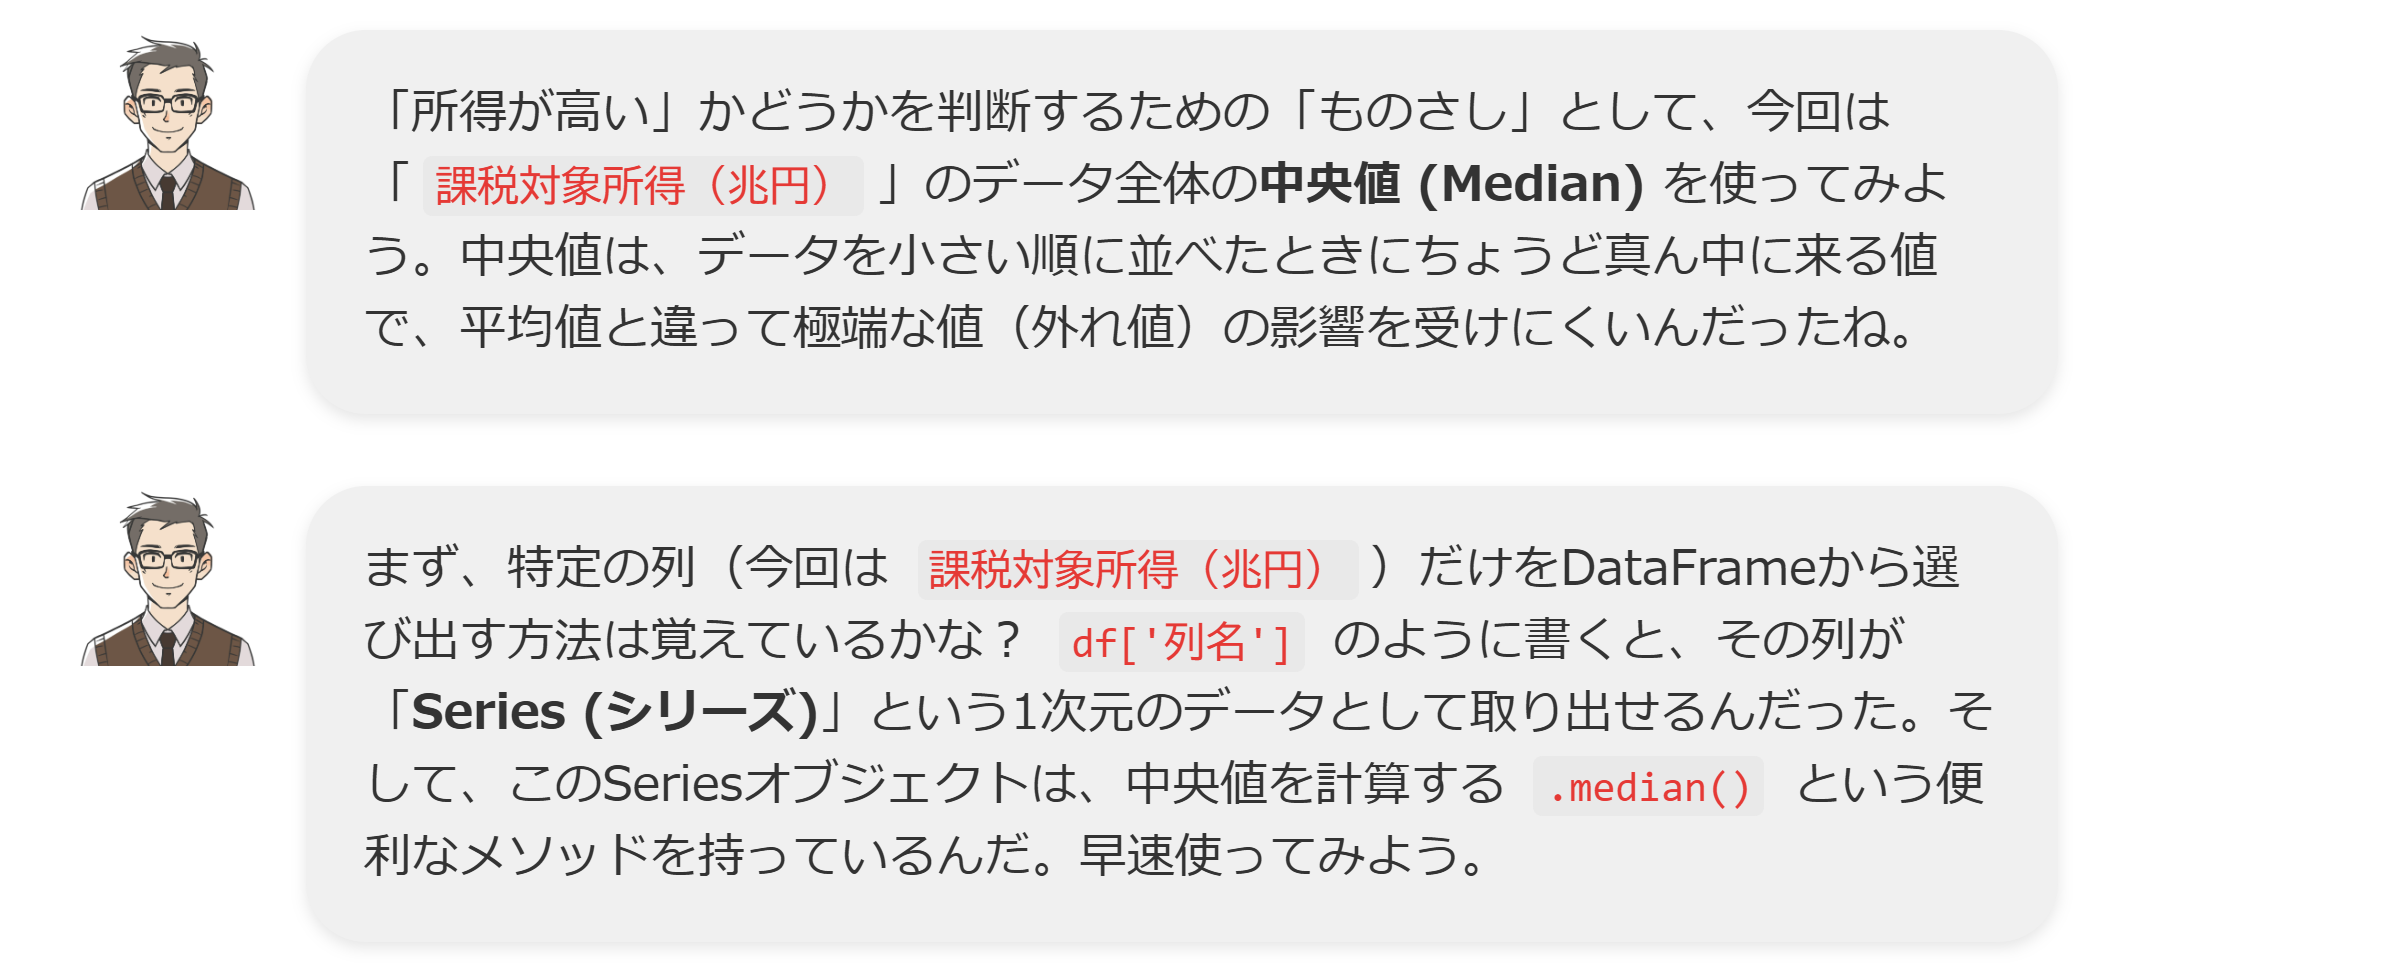 「所得が高い」かどうかを判断するための「ものさし」として、今回は
「 課税対象所得（兆円） 」のデータ全体の中央値 (Median) を使ってみよ
う。中央値は、データを小さい順に並べたときにちょうど真ん中に来る値
で、平均値と違って極端な値（外れ値）の影響を受けにくいんだったね。
まず、特定の列（今回は 課税対象所得（兆円） ）だけをDataFrameから選
び出す方法は覚えているかな？ df['列名'] のように書くと、その列が
「Series (シリーズ)」という1次元のデータとして取り出せるんだった。そ
して、このSeriesオブジェクトは、中央値を計算する .median() という便
利なメソッドを持っているんだ。早速使ってみよう。